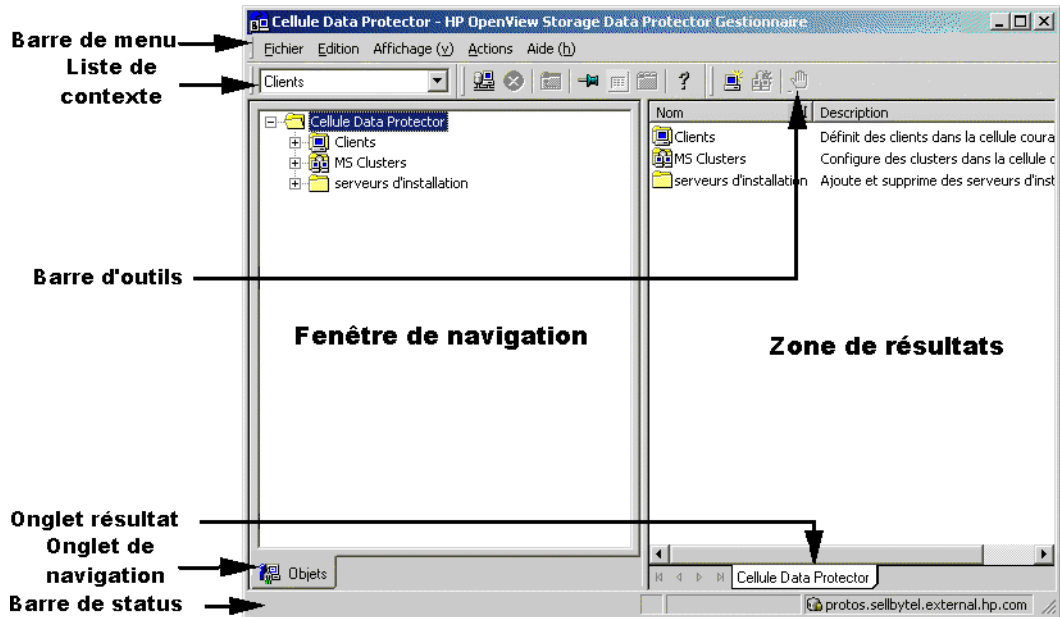 Cellule Data Protector - HP OpenView Storage Data Protector Gestionnaire
Barre de menu
Fichier Edition Affichage (v) Actions Aide (h)
Liste de
contexte
Clients
Cellule Data Protector
Clients
MS Clusters
serveurs d'installation
Nom Description
Clients Définit des clients dans la cellule coura
MS Clusters Configure des clusters dans la cellule c
serveurs d'installation Ajoute et supprime des serveurs d'inst
Barre d'outils
Fenêtre de navigation
Zone de résultats
Onglet résultat
Onglet de
navigation
Objets
Cellule Data Protector
Barre de status
protos.sellbytel.external.hp.com